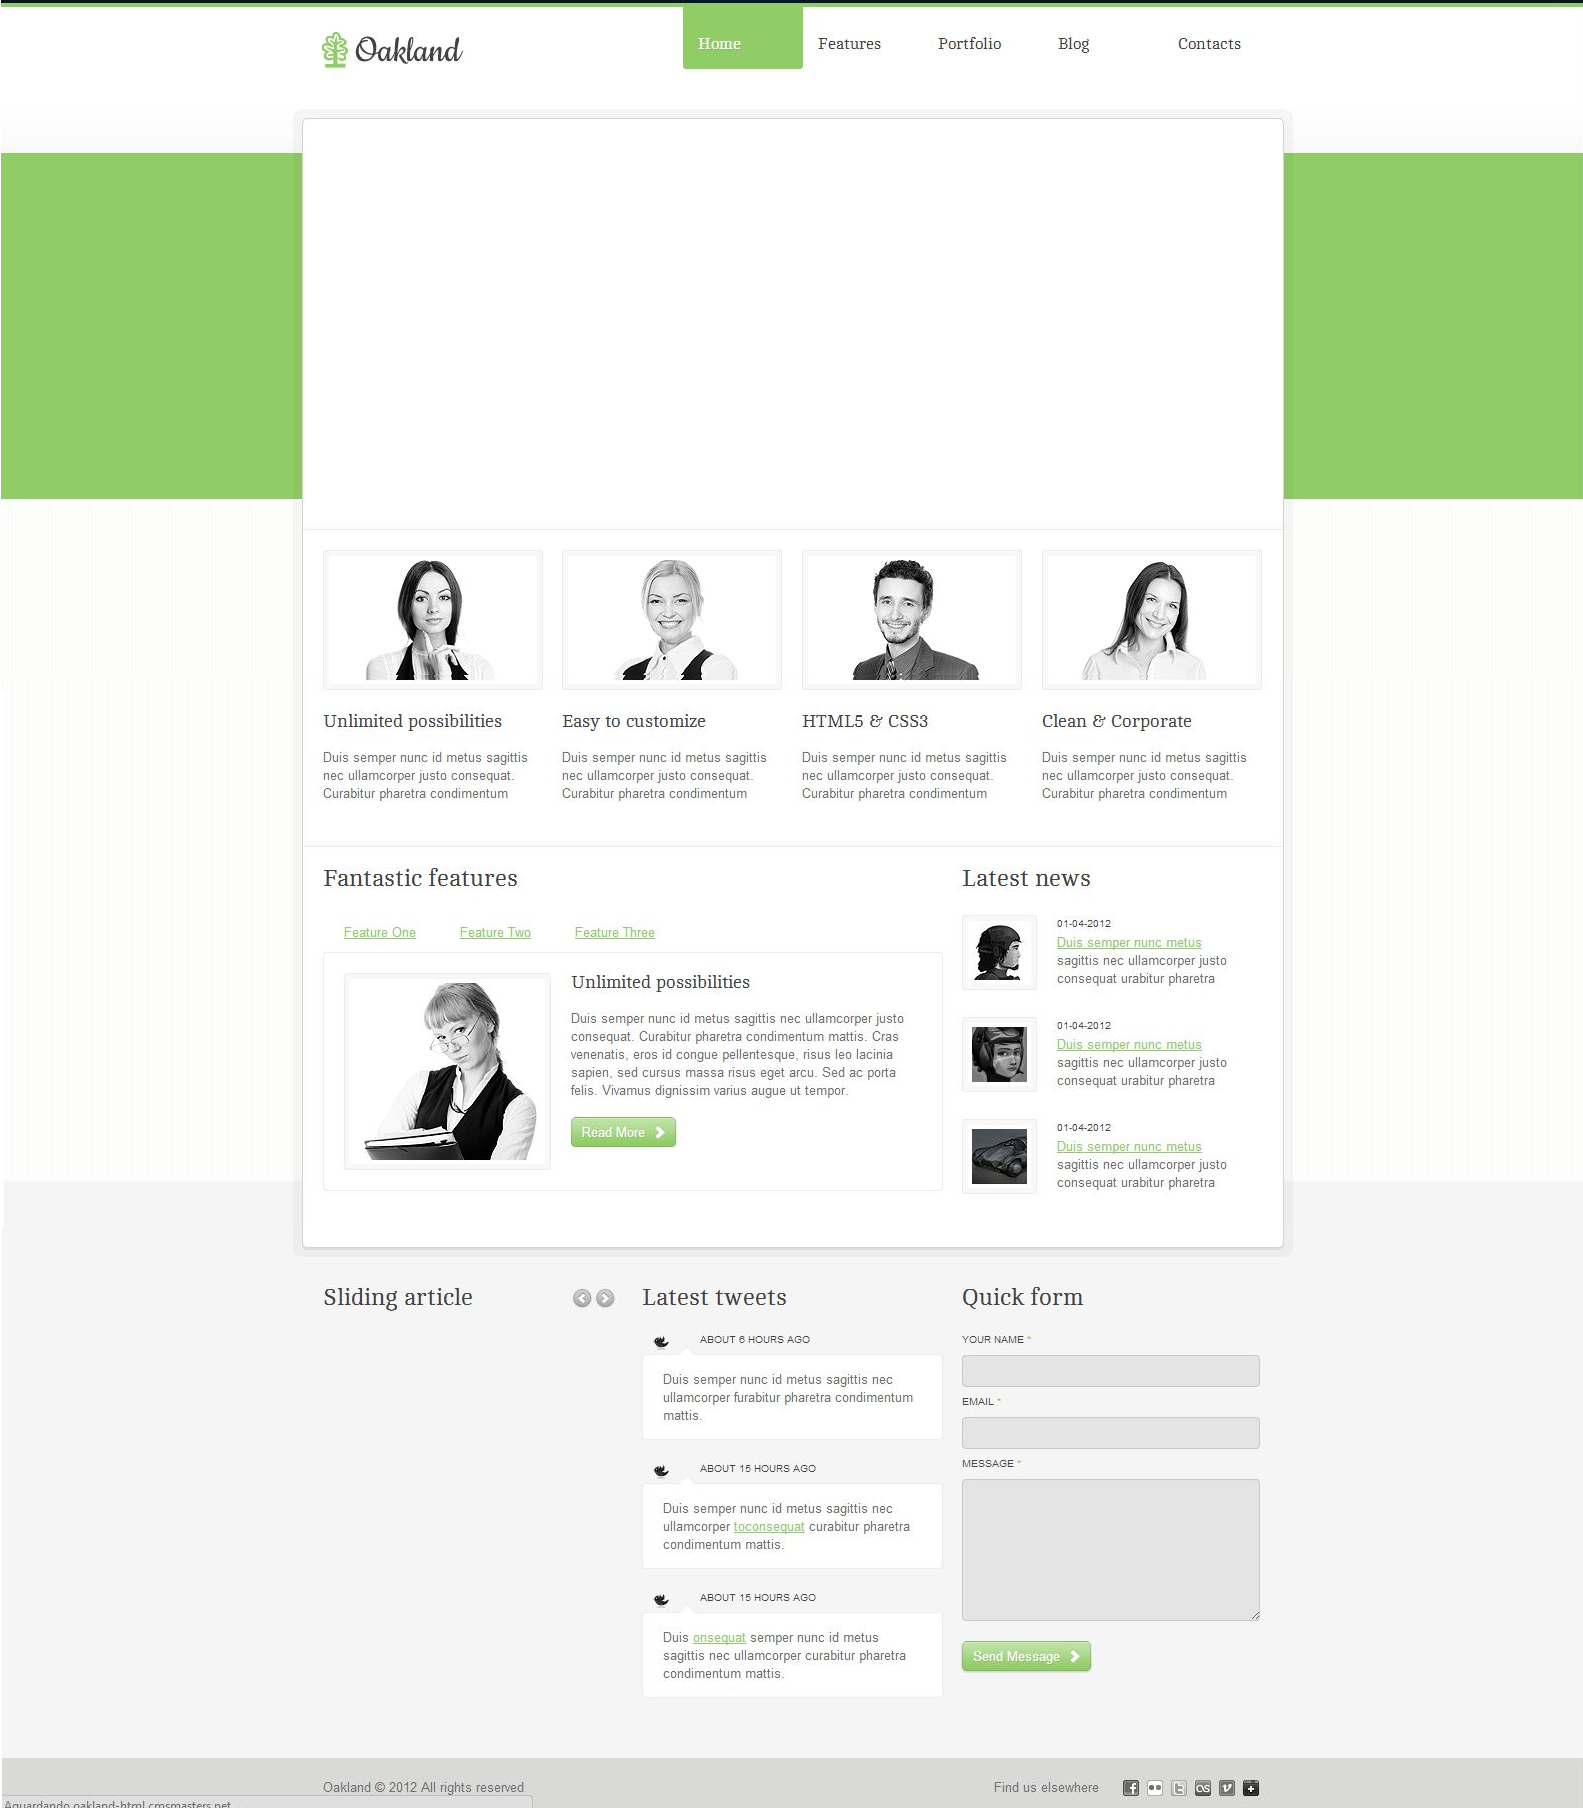 Oakland
Home
Features
Portfolio
Blog
Contacts
Unlimited possibilities
Duis semper nunc id metus sagittis
nec ullamcorper justo consequat.
Curabitur pharetra condimentum
Easy to customize
Duis semper nunc id metus sagittis
nec ullamcorper justo consequat.
Curabitur pharetra condimentum
HTML5 & CSS3
Duis semper nunc id metus sagittis
nec ullamcorper justo consequat.
Curabitur pharetra condimentum
Clean & Corporate
Duis semper nunc id metus sagittis
nec ullamcorper justo consequat.
Curabitur pharetra condimentum
Fantastic features
Feature One
Feature Two
Feature Three
Unlimited possibilities
Duis semper nunc id metus sagittis nec ullamcorper justo
consequat. Curabitur pharetra condimentum mattis. Cras
venenatis, eros id congue pellentesque, risus leo lacinia
sapien, sed cursus massa risus eget arcu. Sed ac porta
felis. Vivamus dignissim varius augue ut tempor.
Read More
Latest news
01-04-2012
Duis semper nunc metus
sagittis nec ullamcorper justo
consequat urabitur pharetra
01-04-2012
Duis semper nunc metus
sagittis nec ullamcorper justo
consequat urabitur pharetra
01-04-2012
Duis semper nunc metus
sagittis nec ullamcorper justo
consequat urabitur pharetra
Sliding article
Latest tweets
ABOUT 6 HOURS AGO
Duis semper nunc id metus sagittis nec
ullamcorper furabitur pharetra condimentum
mattis.
ABOUT 15 HOURS AGO
Duis semper nunc id metus sagittis nec
ullamcorper toconsequat curabitur pharetra
condimentum mattis.
ABOUT 15 HOURS AGO
Duis onsequat semper nunc id metus
sagittis nec ullamcorper curabitur pharetra
condimentum mattis.
Quick form
YOUR NAME *
EMAIL *
MESSAGE *
Send Message
Oakland © 2012 All rights reserved
Find us elsewhere
Aguardando oakland-html.cmsmasters.net...